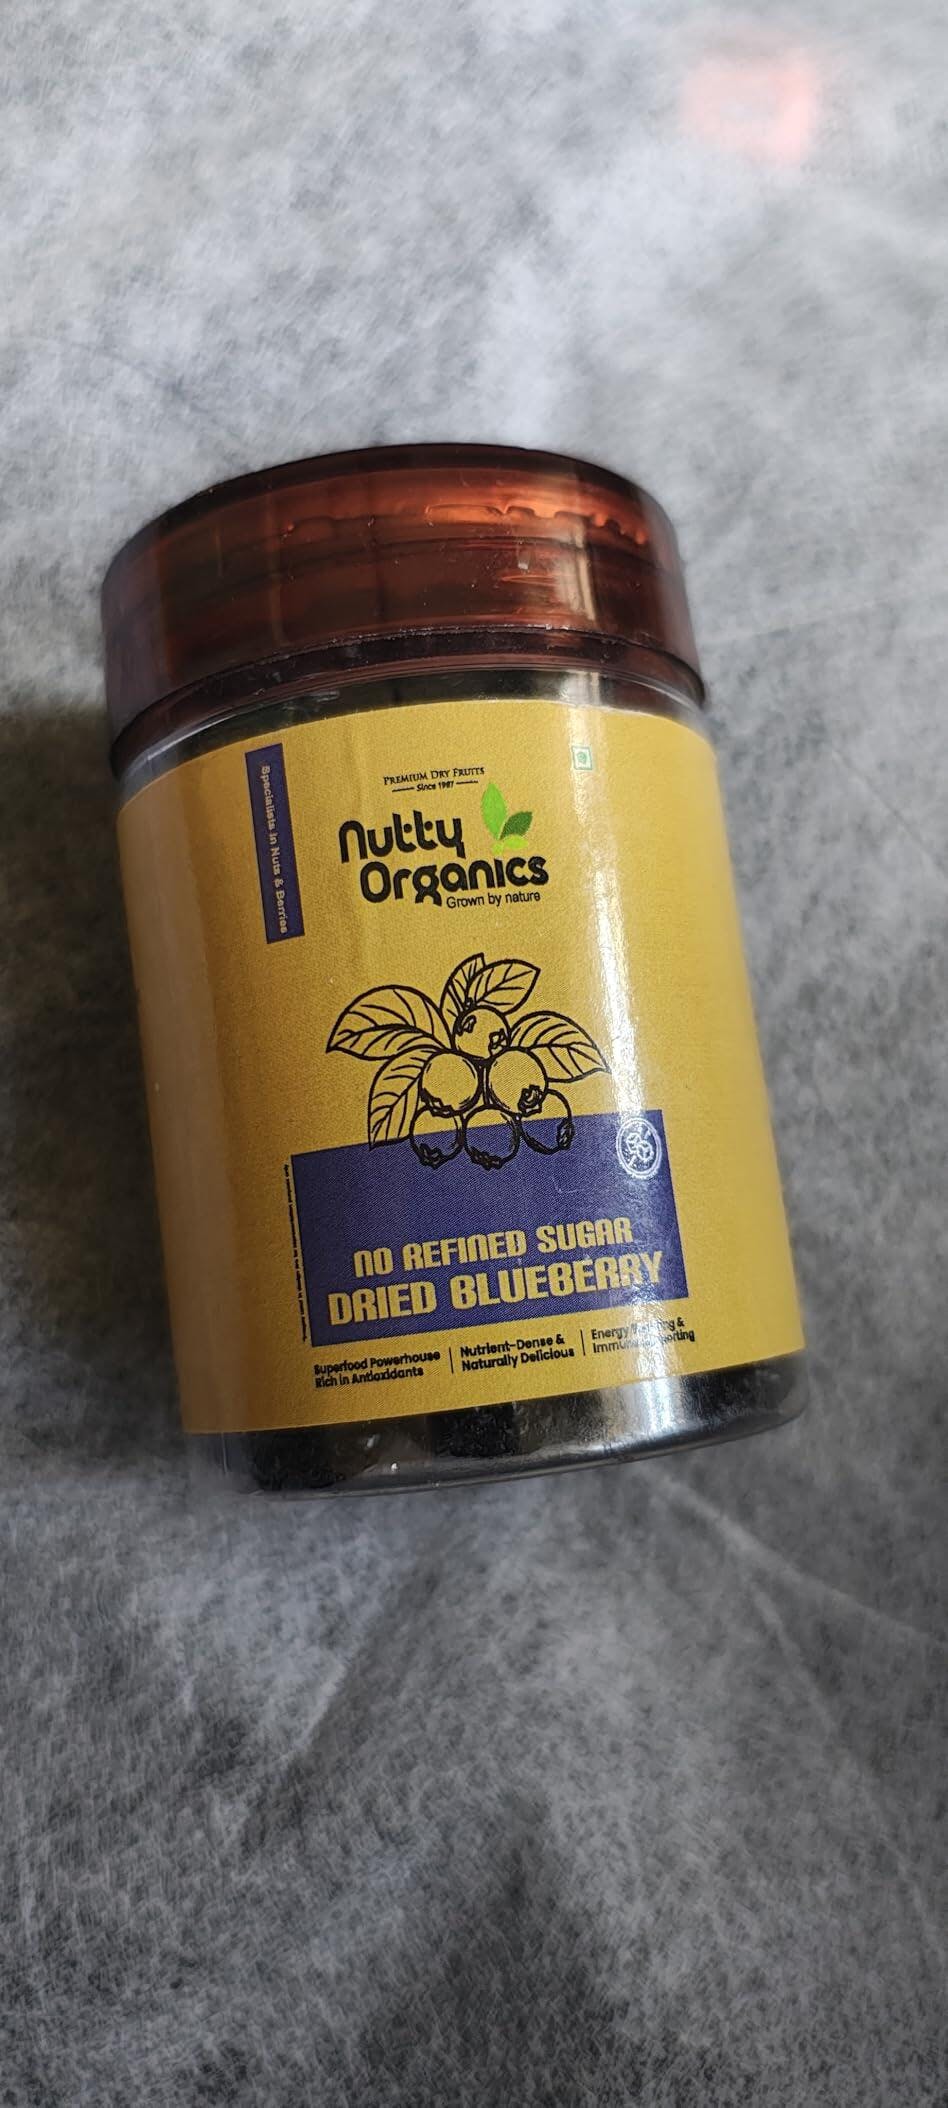 PREMIUM DRY FRUITS
Since 1987
Nutty
Organics
Grown by nature
Specialists in Nuts & Berries
NO REFINED SUGAR
DRIED BLUEBERRY
Superfood Powerhouse
Rich in Antioxidants
Nutrient-Dense &
Naturally Delicious
Energy &